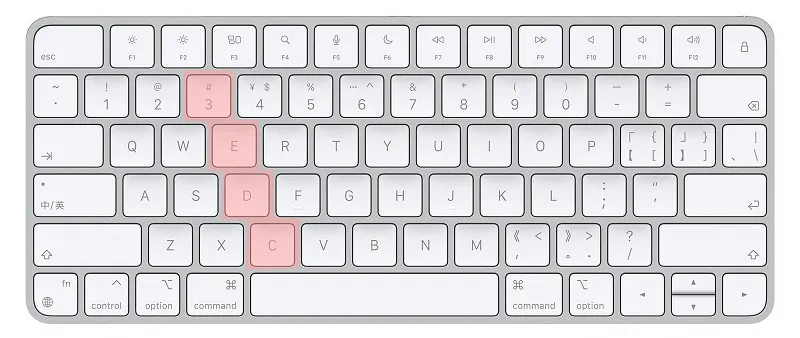 esc F1 F2 F3 F4 F5 F6 F7 F8 F9 F10 F11 F12
~ ! @ # ¥ $ % … ^ & * ( ) — +
· 1 2 3 4 5 6 7 8 9 0 - =
Q W E R T Y U I O P 「 { 」 } |
【 [ 】 ] 、 \
中/英 A S D F G H J K L : ; " '
Z X C V B N M 《 < 》 > ?
, 。 . /
fn ^ ⌥ ⌘ ⌘ ⌥
control option command command option